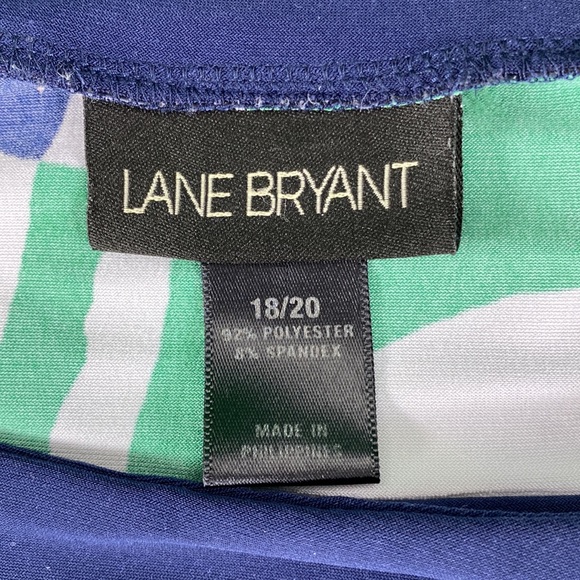 LANE BRYANT
18/20
92% POLYESTER
8% SPANDEX
MADE IN
PHILIPPINES